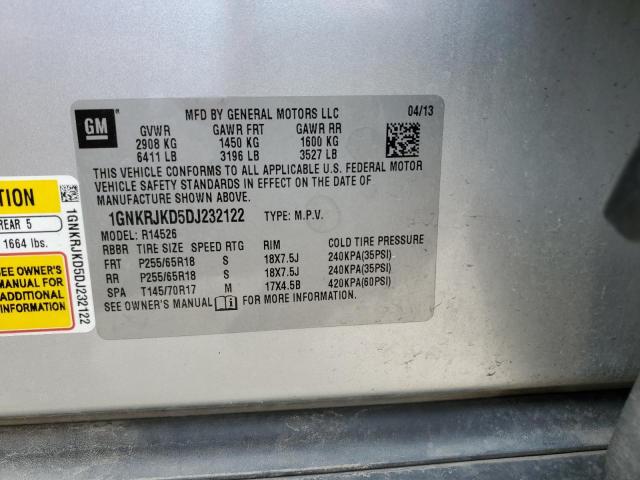 GM
MFD BY GENERAL MOTORS LLC 04/13
GVWR GAWR FRT GAWR RR
2908 KG 1450 KG 1600 KG
6411 LB 3196 LB 3527 LB
THIS VEHICLE CONFORMS TO ALL APPLICABLE U.S. FEDERAL MOTOR
VEHICLE SAFETY STANDARDS IN EFFECT ON THE DATE OF
MANUFACTURE SHOWN ABOVE.
1GNKRJKD5DJ232122 TYPE: M.P.V.
MODEL: R14526
RBBR TIRE SIZE SPEED RTG RIM COLD TIRE PRESSURE
FRT P255/65R18 S 18X7.5J 240KPA(35PSI)
RR P255/65R18 S 18X7.5J 240KPA(35PSI)
SPA T145/70R17 M 17X4.5B 420KPA(60PSI)
SEE OWNER'S MANUAL FOR MORE INFORMATION.
TION
REAR 5
1664 lbs.
SEE OWNER'S
MANUAL FOR
ADDITIONAL
INFORMATION
1GNKRJKD5DJ232122